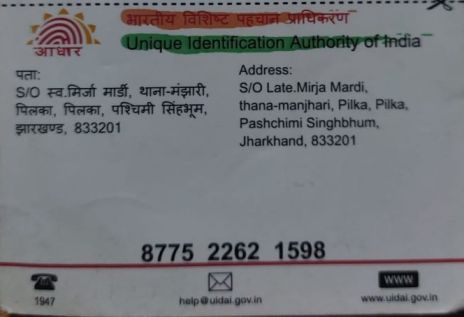 भारतीय विशिष्ट पहचान प्राधिकरण
Unique Identification Authority of India
आधार
पता:
S/O स्व.मिर्जा मार्डी, थाना-मंझारी,
पिलका, पिलका, पश्चिमी सिंहभूम,
झारखण्ड, 833201
Address:
S/O Late.Mirja Mardi,
thana-manjhari, Pilka, Pilka,
Pashchimi Singhbhum,
Jharkhand, 833201
8775 2262 1598
1947
help@uidai.gov.in
WWW
www.uidai.gov.in